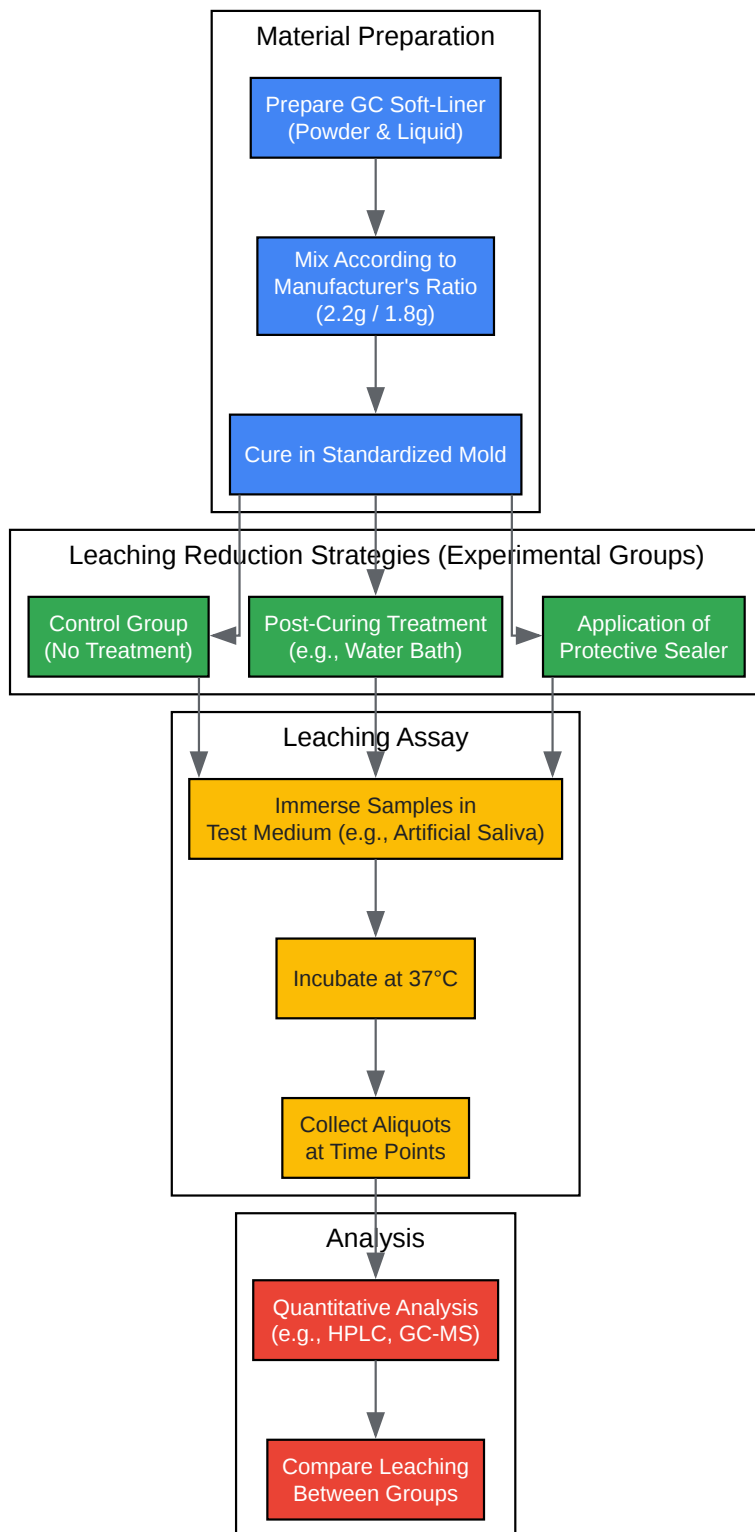 Material Preparation
Prepare GC Soft-Liner
(Powder & Liquid)
Mix According to
Manufacturer's Ratio
(2.2g / 1.8g)
Cure in Standardized Mold
Leaching Reduction Strategies (Experimental Groups)
Control Group
(No Treatment)
Post-Curing Treatment
(e.g., Water Bath)
Application of
Protective Sealer
Leaching Assay
Immerse Samples in
Test Medium (e.g., Artificial Saliva)
Incubate at 37°C
Collect Aliquots
at Time Points
Analysis
Quantitative Analysis
(e.g., HPLC, GC-MS)
Compare Leaching
Between Groups